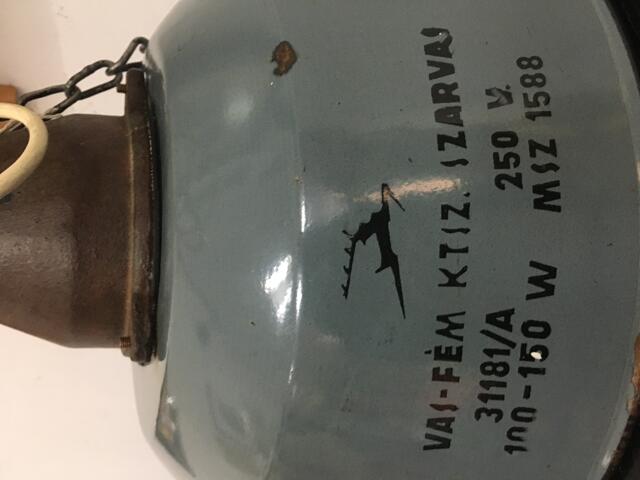 VAS-FÉM KTSZ. SZARVAS
31181/A 250 V.
100-150 W MSZ 1588